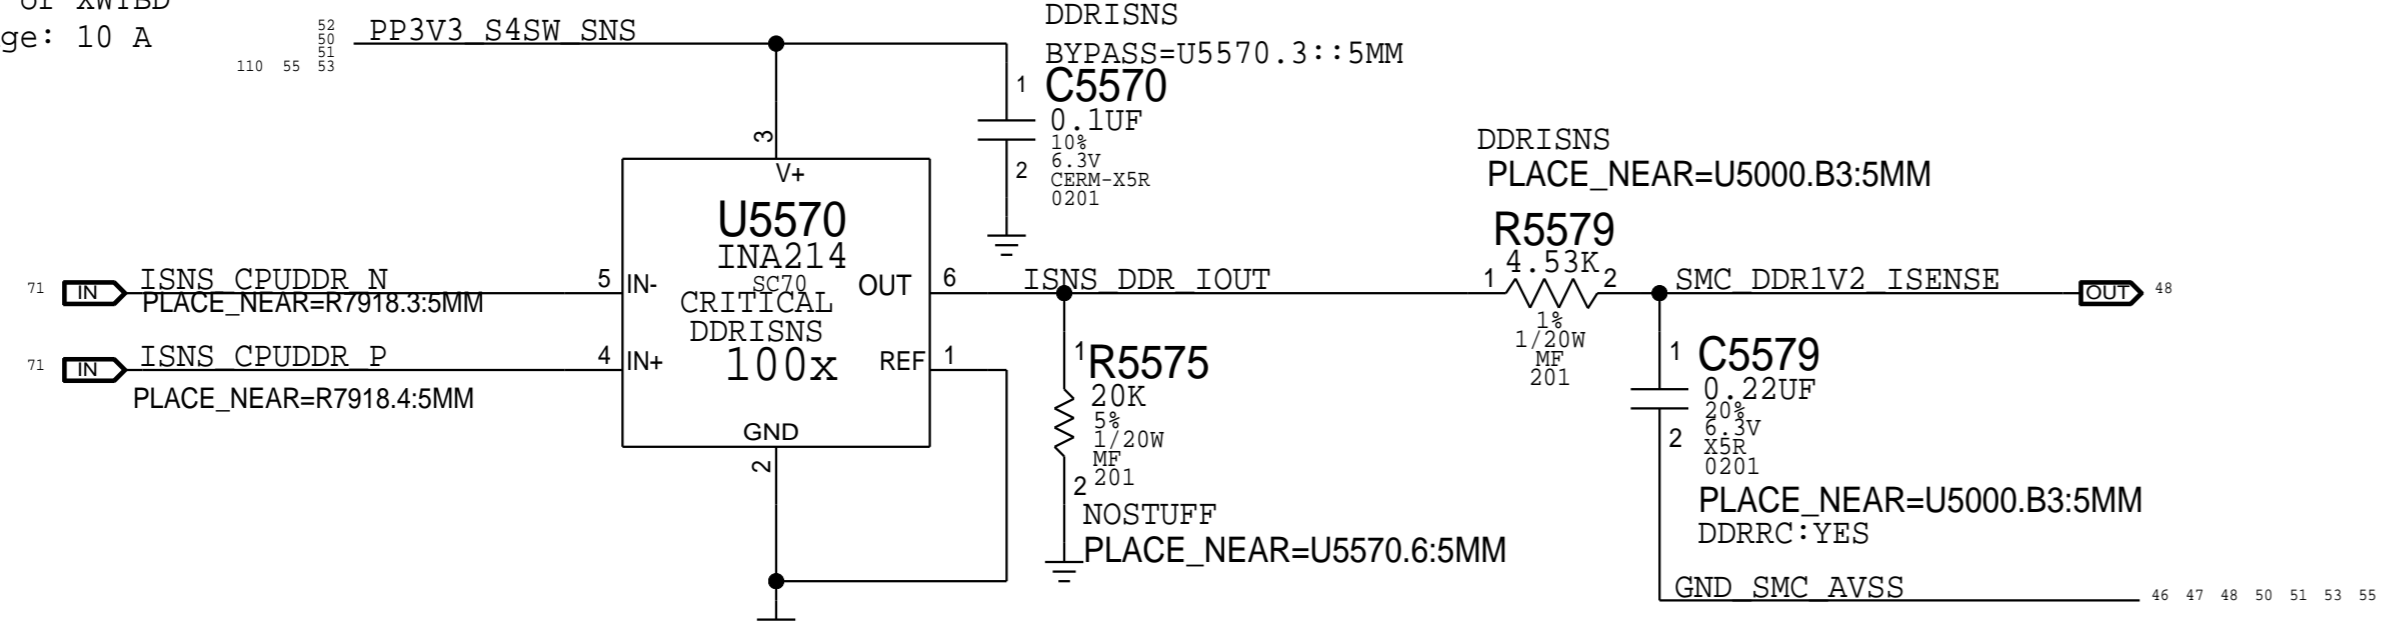 of XW1BD
ge: 10 A
52
50
51
110 55 53
PP3V3_S4SW_SNS
DDRISNS
BYPASS=U5570.3::5MM
1
C5570
0.1UF
10%
6.3V
CERM-X5R
0201
2
3
V+
U5570
INA214
SC70
CRITICAL
DDRISNS
100x
71 IN ISNS_CPUDDR_N
PLACE_NEAR=R7918.3:5MM
5 IN-
71 IN ISNS_CPUDDR_P
PLACE_NEAR=R7918.4:5MM
4 IN+
OUT 6
REF 1
GND
2
ISNS_DDR_IOUT
1
R5575
20K
5%
1/20W
MF
201
2
NOSTUFF
PLACE_NEAR=U5570.6:5MM
DDRISNS
PLACE_NEAR=U5000.B3:5MM
R5579
4.53K
1 2
1%
1/20W
MF
201
SMC_DDR1V2_ISENSE
OUT 48
1
C5579
0.22UF
20%
6.3V
X5R
0201
2
PLACE_NEAR=U5000.B3:5MM
DDRRC:YES
GND_SMC_AVSS
46 47 48 50 51 53 55